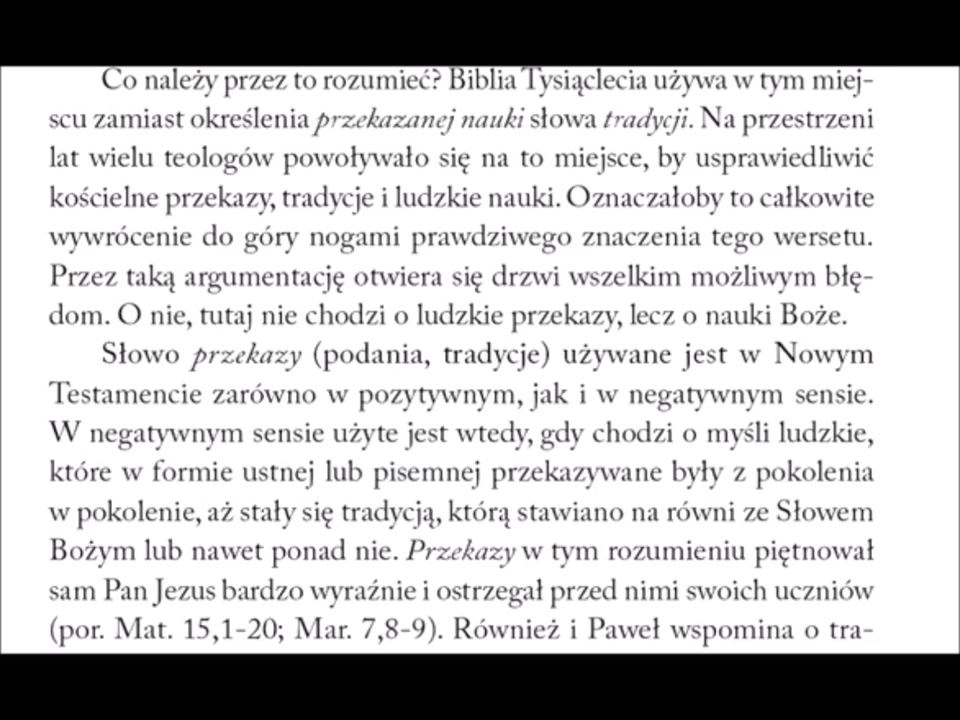 Co należy przez to rozumieć? Biblia Tysiąclecia używa w tym miej-
scu zamiast określenia przekazanej nauki słowa tradycji. Na przestrzeni
lat wielu teologów powoływało się na to miejsce, by usprawiedliwić
kościelne przekazy, tradycje i ludzkie nauki. Oznaczałoby to całkowite
wywrócenie do góry nogami prawdziwego znaczenia tego wersetu.
Przez taką argumentację otwiera się drzwi wszelkim możliwym błę-
dom. O nie, tutaj nie chodzi o ludzkie przekazy, lecz o nauki Boże.
Słowo przekazy (podania, tradycje) używane jest w Nowym
Testamencie zarówno w pozytywnym, jak i w negatywnym sensie.
W negatywnym sensie użyte jest wtedy, gdy chodzi o myśli ludzkie,
które w formie ustnej lub pisemnej przekazywane były z pokolenia
w pokolenie, aż stały się tradycją, którą stawiano na równi ze Słowem
Bożym lub nawet ponad nie. Przekazy w tym rozumieniu piętnował
sam Pan Jezus bardzo wyraźnie i ostrzegał przed nimi swoich uczniów
(por. Mat. 15,1-20; Mar. 7,8-9). Również i Paweł wspomina o tra-